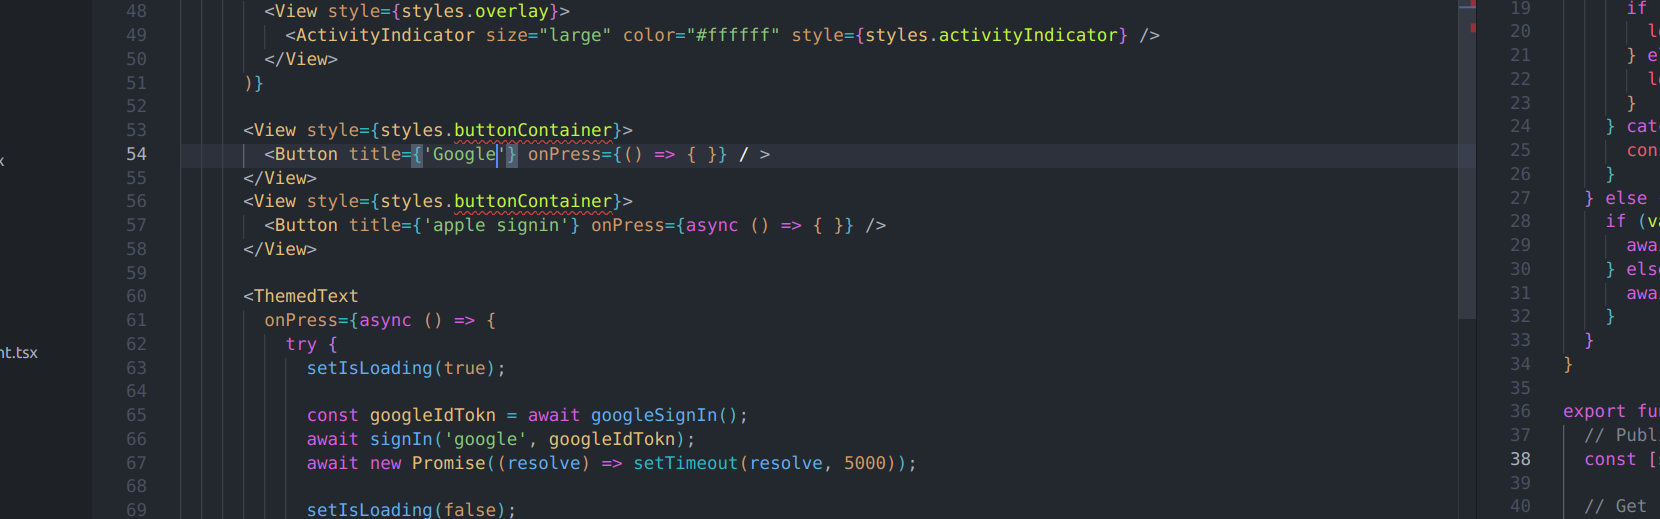 48 <View style={styles.overlay}>
49 <ActivityIndicator size="large" color="#ffffff" style={styles.activityIndicator} />
50 </View>
51 )}
52
53 <View style={styles.buttonContainer}>
54 <Button title={'Google'} onPress={() => { }} / >
55 </View>
56 <View style={styles.buttonContainer}>
57 <Button title={'apple signin'} onPress={async () => { }} />
58 </View>
59
60 <ThemedText
61 onPress={async () => {
62 try {
63 setIsLoading(true);
64
65 const googleIdTokn = await googleSignIn();
66 await signIn('google', googleIdTokn);
67 await new Promise((resolve) => setTimeout(resolve, 5000));
68
69 setIsLoading(false);
x
nt.tsx
19 if
20 l
21 } el
22 l
23 }
24 } cat
25 con
26 }
27 } else
28 if (va
29 awa
30 } els
31 awa
32 }
33 }
34 }
35
36 export fu
37 // Publ
38 const [
39
40 // Get